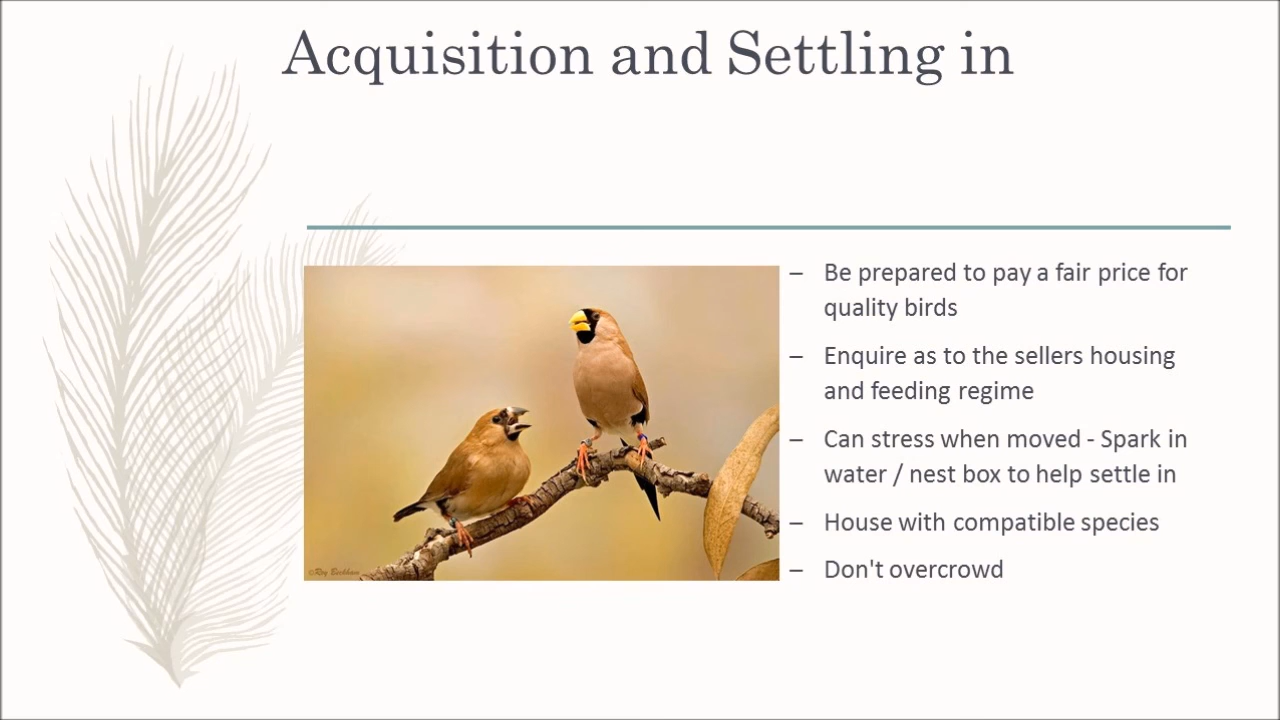 Acquisition and Settling in
– Be prepared to pay a fair price for
quality birds
– Enquire as to the sellers housing
and feeding regime
– Can stress when moved - Spark in
water / nest box to help settle in
– House with compatible species
– Don't overcrowd